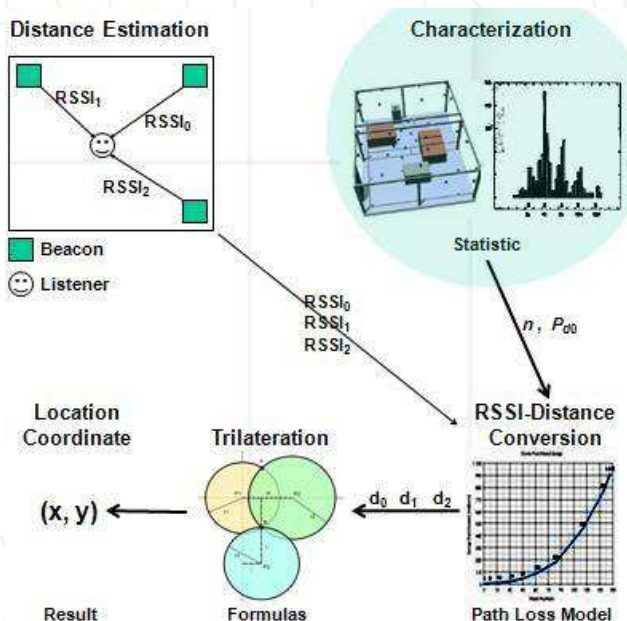 Distance Estimation
Characterization
RSSI₁
RSSI₀
RSSI₂
Beacon
Listener
Statistic
RSSI₀
RSSI₁
RSSI₂
n , P_d0
Location
Coordinate
Trilateration
RSSI-Distance
Conversion
(x, y)
d₀ d₁ d₂
Result
Formulas
Path Loss Model